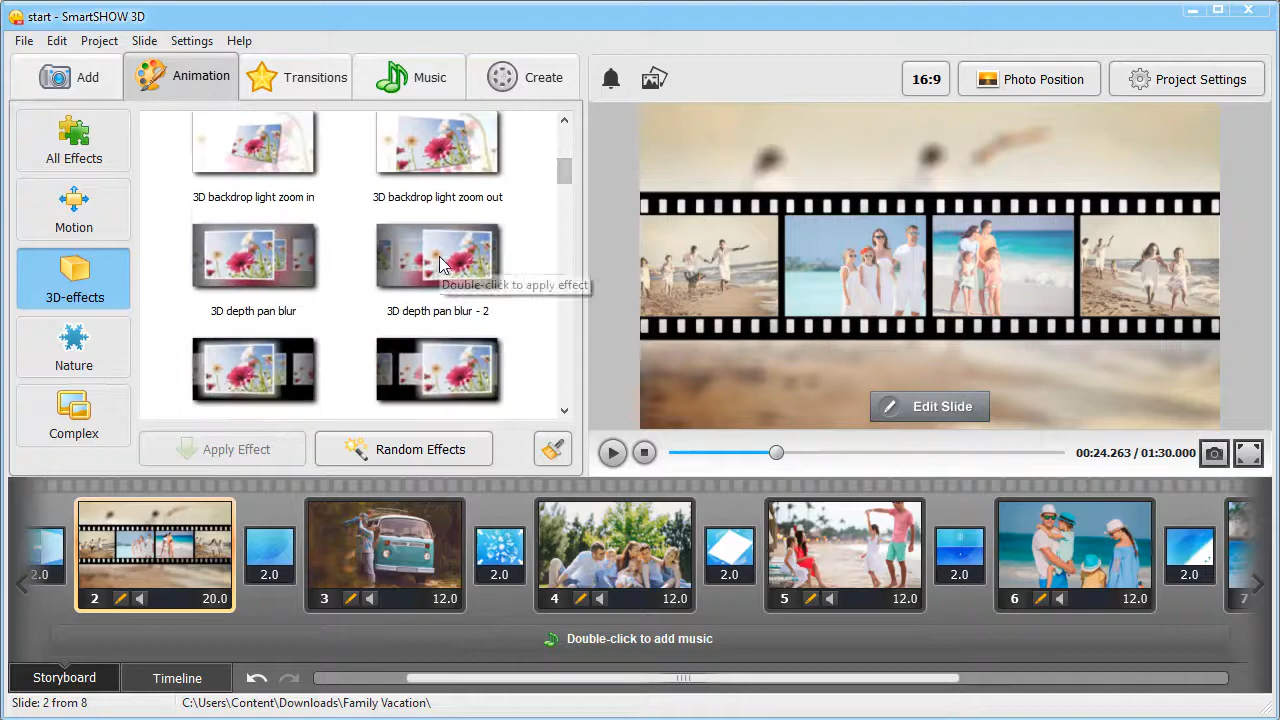 start - SmartSHOW 3D
File Edit Project Slide Settings Help
Add Animation Transitions Music Create
16:9 Photo Position Project Settings
All Effects
Motion
3D-effects
Nature
Complex
3D backdrop light zoom in 3D backdrop light zoom out
Double-click to apply effect
3D depth pan blur 3D depth pan blur - 2
Apply Effect Random Effects
Edit Slide
00:24.263 / 01:30.000
2.0 2.0 2.0 2.0 2.0 2.0
2 20.0 3 12.0 4 12.0 5 12.0 6 12.0 7
Double-click to add music
Storyboard Timeline
Slide: 2 from 8 C:\Users\Content\Downloads\Family Vacation\